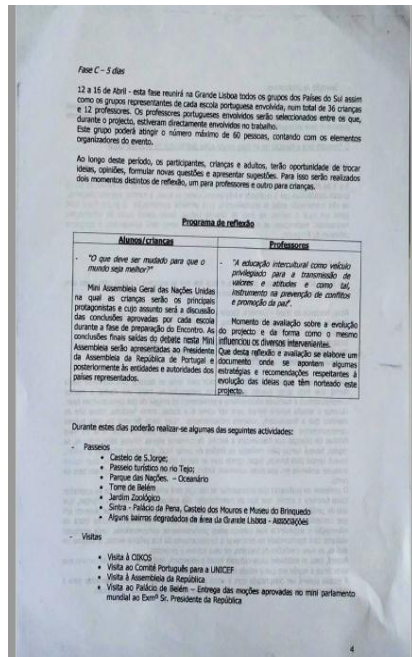 Fase C – 5 dias
12 a 16 de Abril - esta fase reunirá na Grande Lisboa todos os grupos dos Países do Sul assim
como os grupos representantes de cada escola portuguesa envolvida, num total de 36 crianças
e 12 professores. Os professores portugueses envolvidos serão seleccionados entre os que,
durante o projecto, estiveram directamente envolvidos no trabalho.
Este grupo poderá atingir o número máximo de 60 pessoas, contando com os elementos
organizadores do evento.
Ao longo deste período, os participantes, crianças e adultos, terão oportunidade de trocar
ideias, opiniões, formular novas questões e apresentar sugestões. Para isso serão realizados
dois momentos distintos de reflexão, um para professores e outro para crianças.
Programa de reflexão
Alunos/crianças
- "O que deve ser mudado para que o
mundo seja melhor?"
Mini Assembleia Geral das Nações Unidas
na qual as crianças serão os principais
protagonistas e cujo assunto será a discussão
das conclusões aprovadas por cada escola
durante a fase de preparação do Encontro. As
conclusões finais saídas do debate nesta Mini
Assembleia serão apresentadas ao Presidente
da Assembleia da República de Portugal e
posteriormente às entidades e autoridades dos
países representados.
Professores
- "A educação intercultural como veículo
privilegiado para a transmissão de
valores e atitudes e como tal,
instrumento na prevenção de conflitos
e promoção da paz".
Momento de avaliação sobre a evolução
do projecto e da forma como o mesmo
influenciou os diversos intervenientes.
Que desta reflexão e avaliação se elabore um
documento onde se apontem algumas
estratégias e recomendações respeitantes à
evolução das ideias que têm norteado este
projecto.
Durante estes dias poderão realizar-se algumas das seguintes actividades:
- Passeios
• Castelo de S.Jorge;
• Passeio turístico no rio Tejo;
• Parque das Nações. – Oceanário
• Torre de Belém
• Jardim Zoológico
• Sintra - Palácio da Pena, Castelo dos Mouros e Museu do Brinquedo
• Alguns bairros degradados da área da Grande Lisboa - Associações
- Visitas
• Visita à OIKOS
• Visita ao Comité Português para a UNICEF
• Visita à Assembleia da República
• Visita ao Palácio de Belém – Entrega das moções aprovadas no mini parlamento
mundial ao Exmº Sr. Presidente da República
4